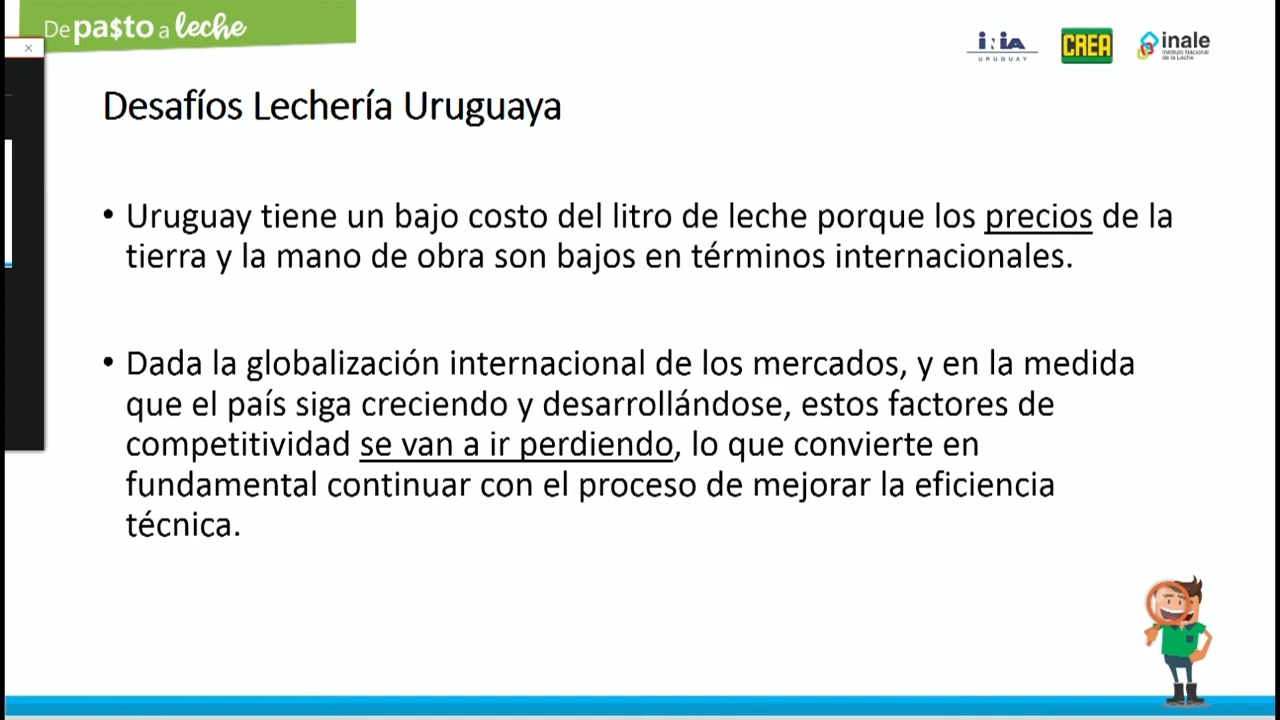 De pa$to a leche
INIA
URUGUAY
CREA
inale
Instituto Nacional
de la Leche
Desafíos Lechería Uruguaya
• Uruguay tiene un bajo costo del litro de leche porque los precios de la
tierra y la mano de obra son bajos en términos internacionales.
• Dada la globalización internacional de los mercados, y en la medida
que el país siga creciendo y desarrollándose, estos factores de
competitividad se van a ir perdiendo, lo que convierte en
fundamental continuar con el proceso de mejorar la eficiencia
técnica.